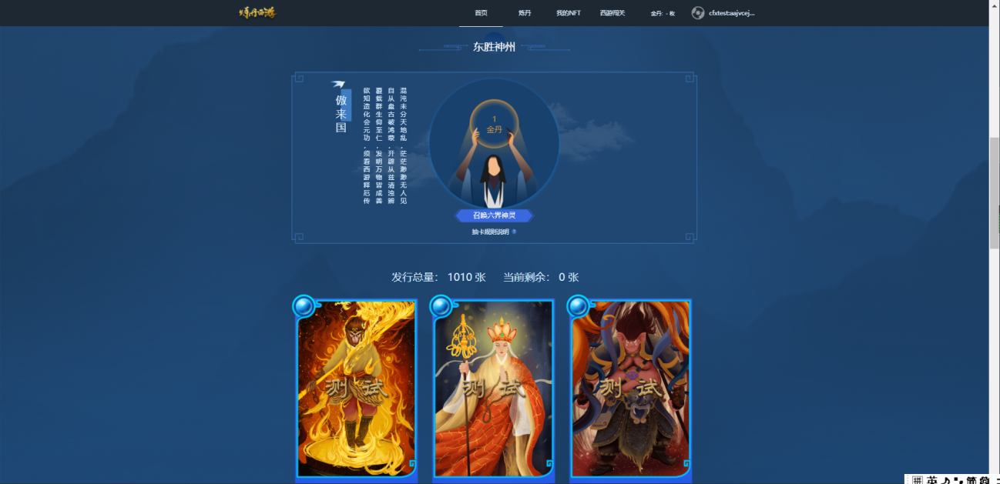 炼丹西游
首页 炼丹 我的NFT 西游闯关 金丹: - 枚 cfxtest:aajvcej...
东胜神州
傲来国
混沌未分天地乱,茫茫渺渺无人见
自从盘古破鸿蒙,开辟从兹清浊辨
覆载群生仰至仁,发明万物皆成善
欲知造化会元功,须看西游释厄传
1
金丹
召唤六界神灵
抽卡规则说明
发行总量: 1010 张 当前剩余: 0 张
测试 测试 测试
拼 英 简